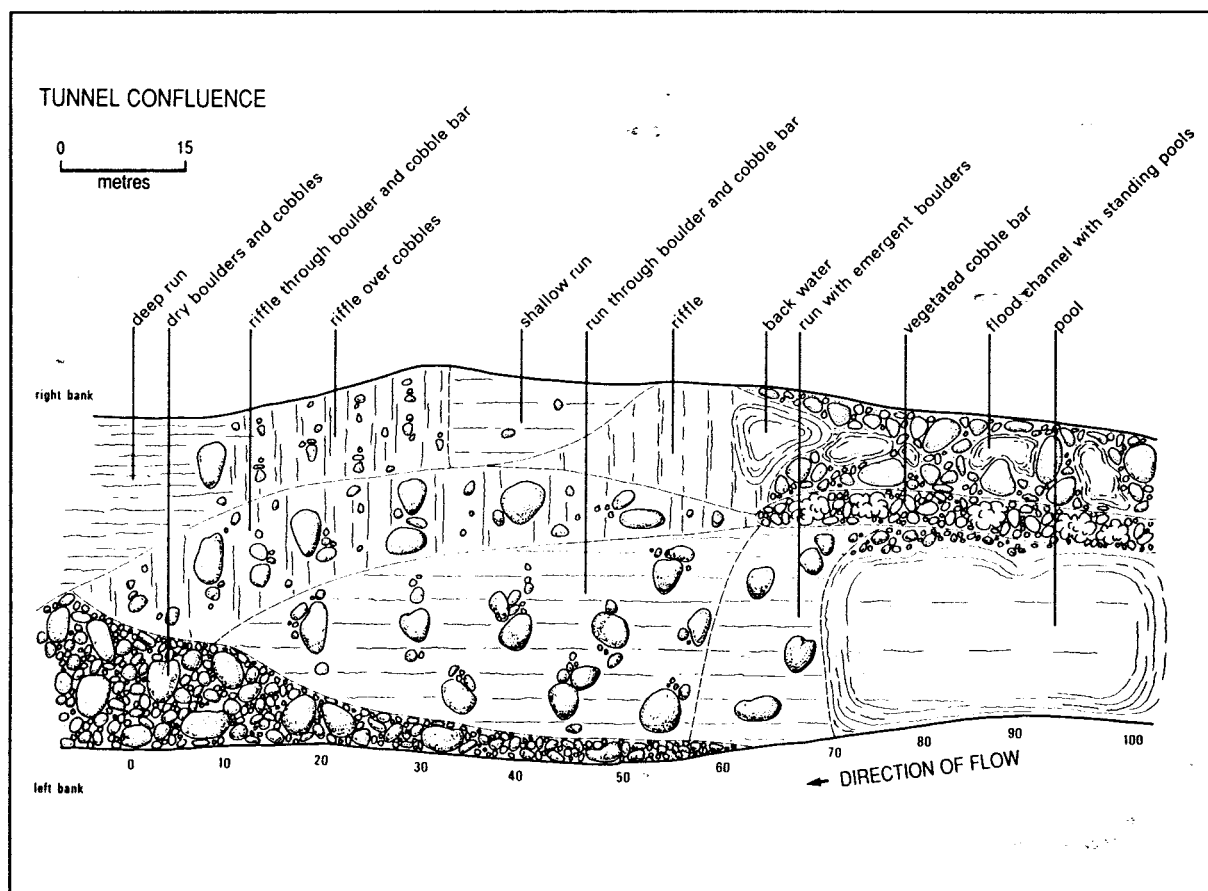 TUNNEL CONFLUENCE
0 15
metres
deep run
dry boulders and cobbles
riffle through boulder and cobble bar
riffle over cobbles
shallow run
run through boulder and cobble bar
riffle
back water
run with emergent boulders
vegetated cobble bar
flood channel with standing pools
pool
right bank
0 10 20 30 40 50 60 70 80 90 100
DIRECTION OF FLOW
left bank